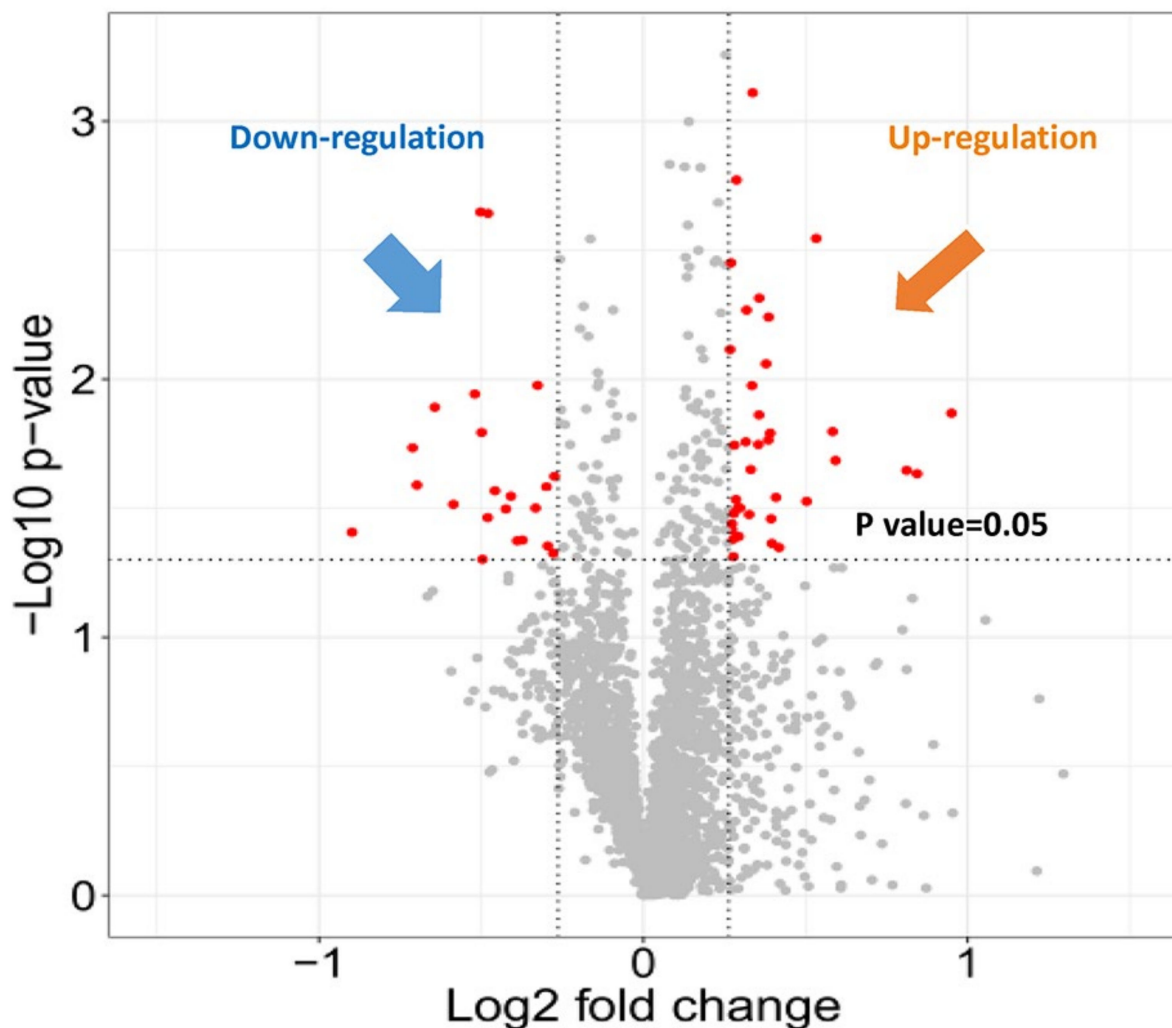 3
Down-regulation
Up-regulation
2
P value=0.05
1
0
−Log10 p−value
−1
0
1
Log2 fold change